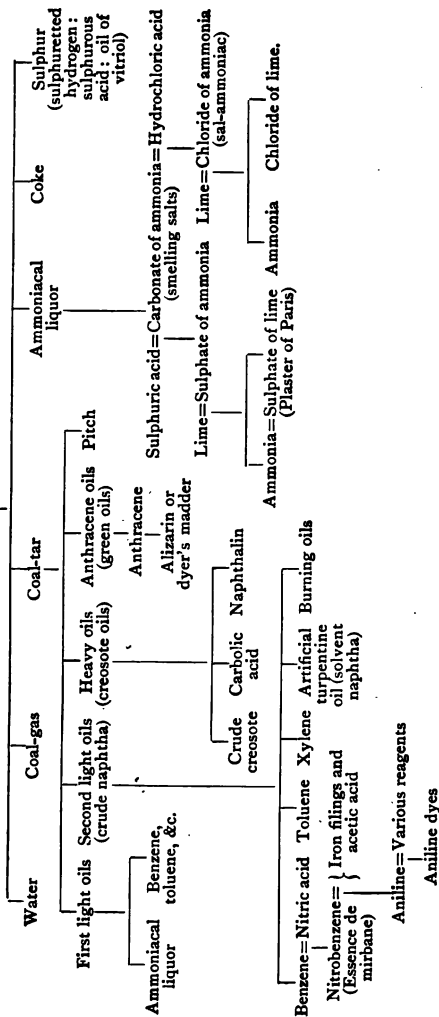 Water
Coal-gas
Coal-tar
Ammoniacal
liquor
Coke
Sulphur
(sulphuretted
hydrogen:
sulphurous
acid: oil of
vitriol)
First light oils
Second light oils
(crude naphtha)
Heavy oils
(creosote oils)
Anthracene oils
(green oils)
Pitch
Ammoniacal
liquor
Benzene,
toluene, &c.
Anthracene
Alizarin or
dyer's madder
Crude
creosote
Carbolic
acid
Naphthalin
Benzene=Nitric acid
Toluene
Xylene
Artificial
turpentine
oil (solvent
naphtha)
Burning oils
Nitrobenzene=
(Essence de
mirbane)
} Iron filings and
acetic acid
Aniline=Various reagents
Aniline dyes
Sulphuric acid=Carbonate of ammonia=Hydrochloric acid
(smelling salts)
Lime=Sulphate of ammonia
Lime=Chloride of ammonia
(sal-ammoniac)
Ammonia=Sulphate of lime
(Plaster of Paris)
Ammonia
Chloride of lime.